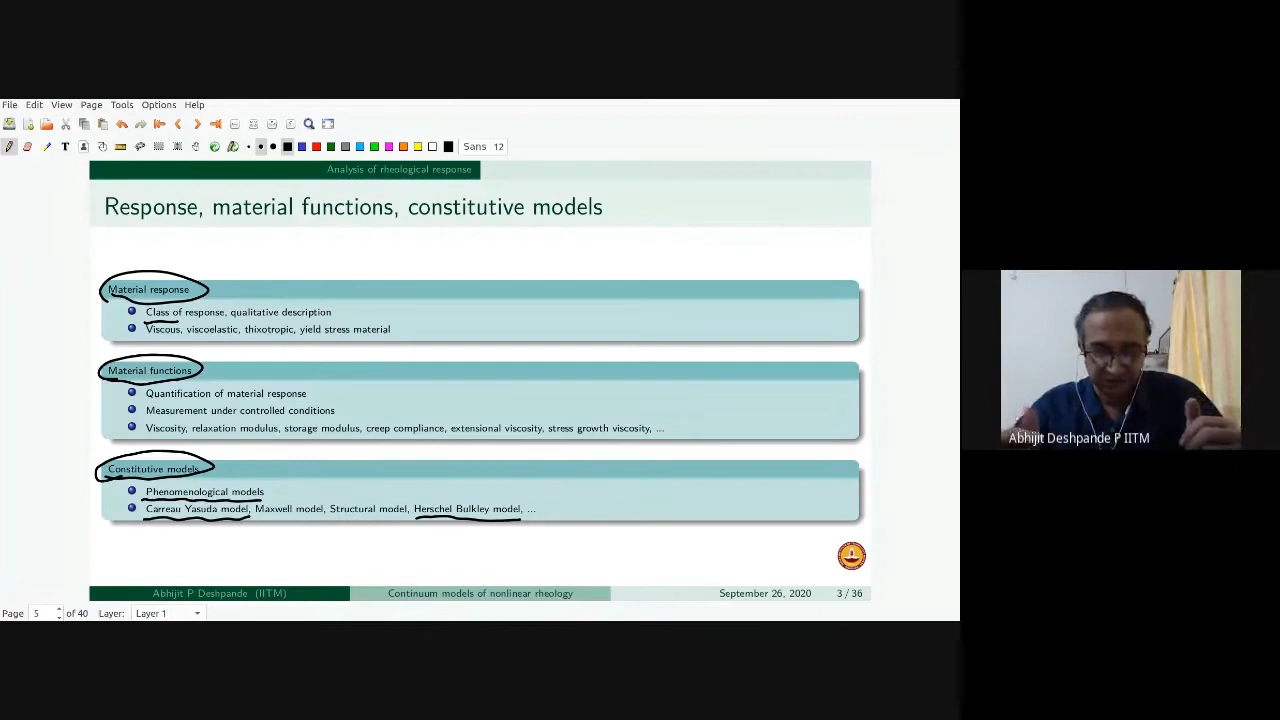 File Edit View Page Tools Options Help
Sans 12
Analysis of rheological response
Response, material functions, constitutive models
Material response
Class of response, qualitative description
Viscous, viscoelastic, thixotropic, yield stress material
Material functions
Quantification of material response
Measurement under controlled conditions
Viscosity, relaxation modulus, storage modulus, creep compliance, extensional viscosity, stress growth viscosity, ...
Constitutive models
Phenomenological models
Carreau Yasuda model, Maxwell model, Structural model, Herschel Bulkley model, ...
Abhijit P Deshpande (IITM) Continuum models of nonlinear rheology September 26, 2020 3 / 36
Page 5 of 40 Layer: Layer 1
Abhijit Deshpande P IITM